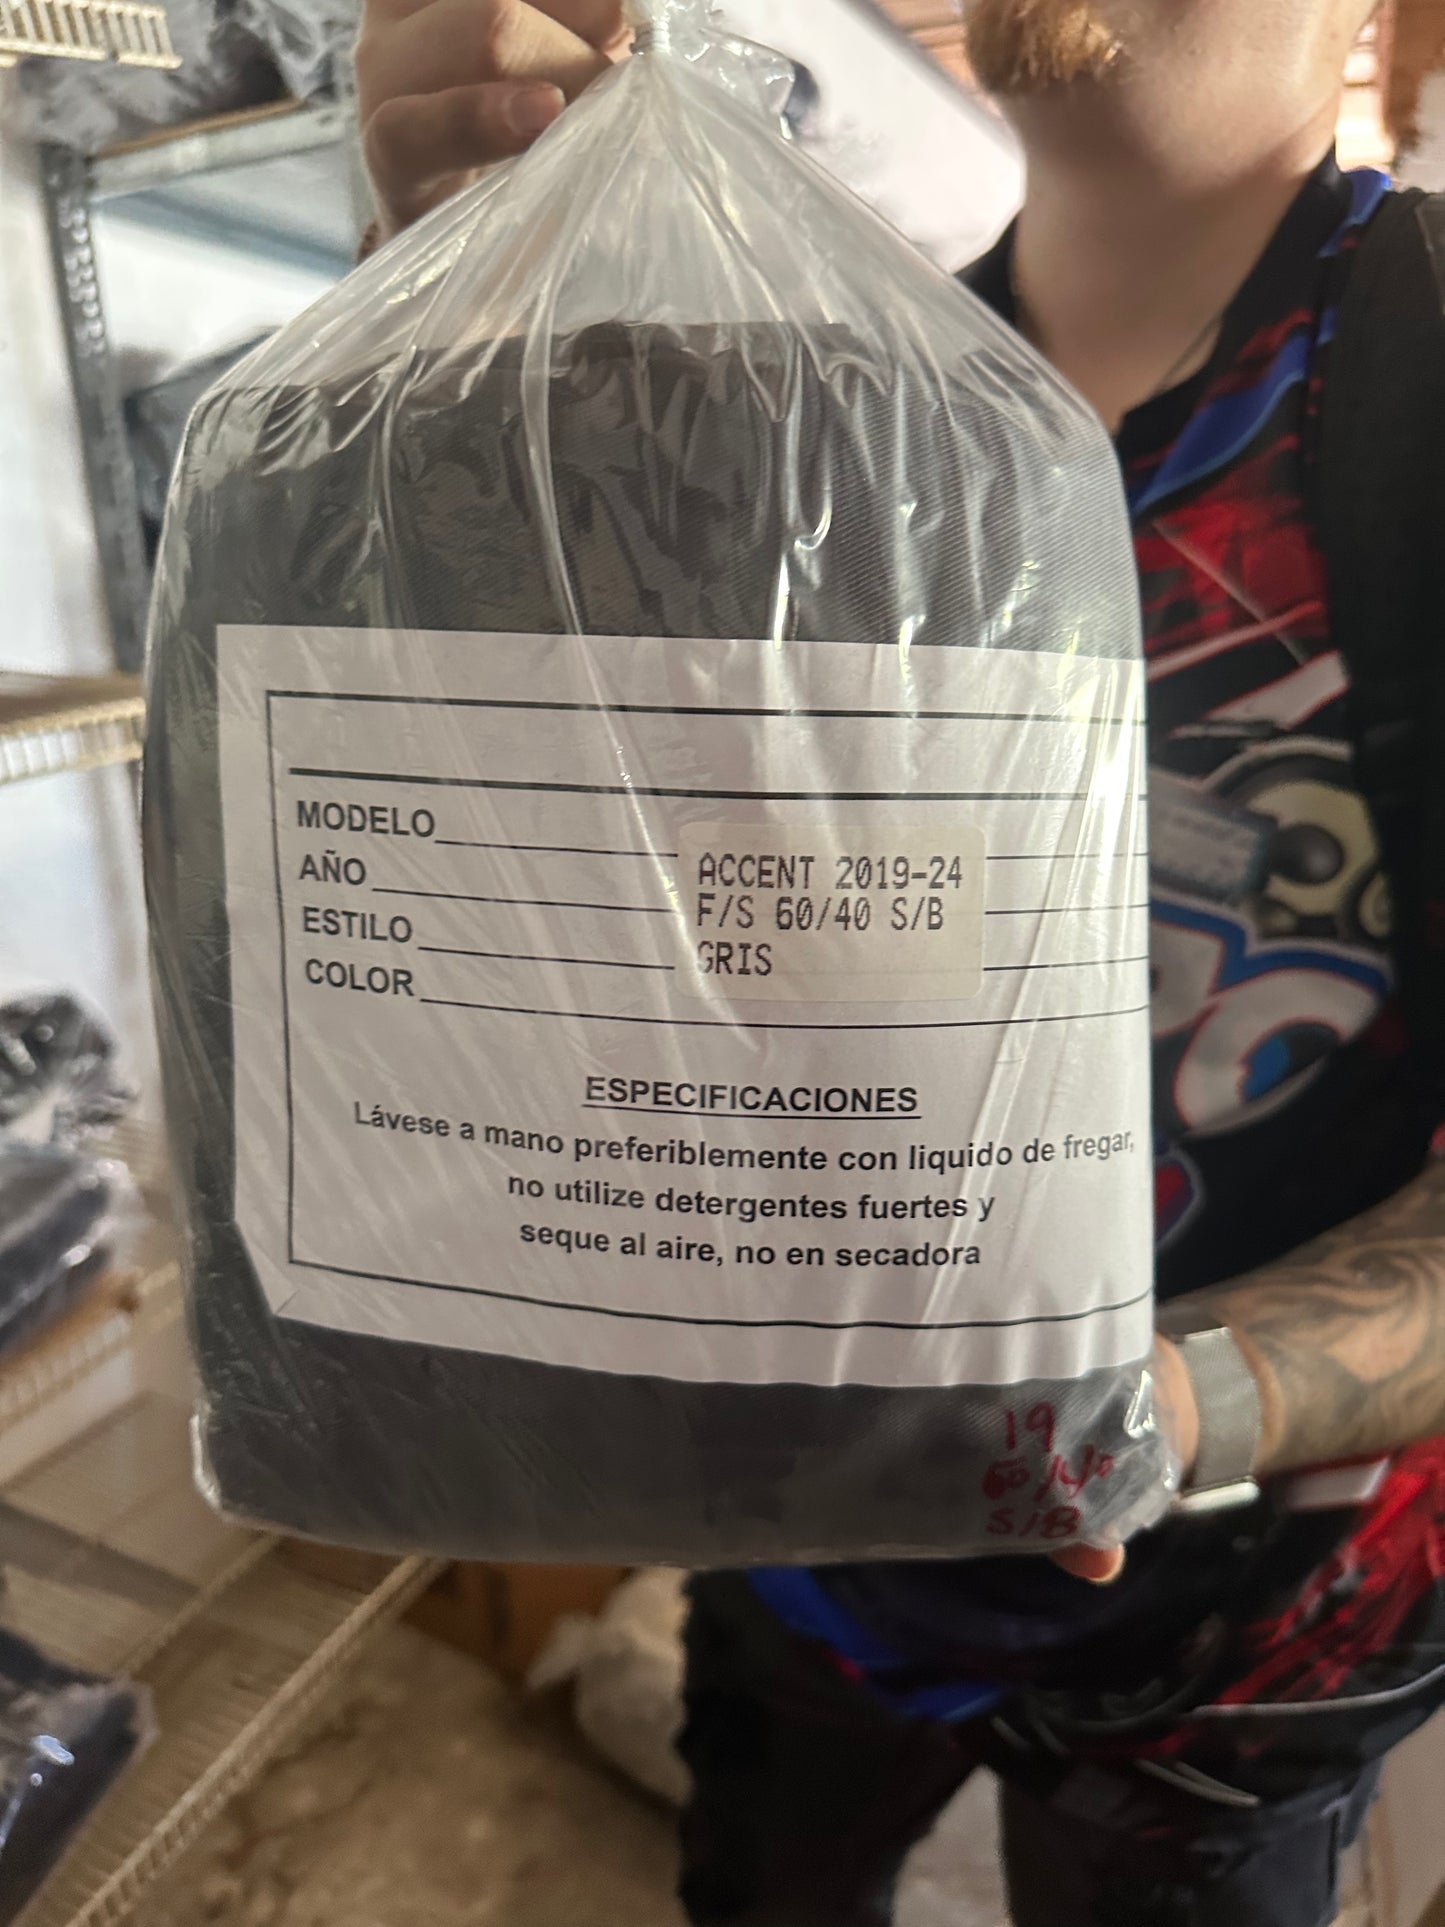 MODELO
AÑO
ESTILO
COLOR
ACCENT 2019-24
F/S 60/40 S/B
GRIS
ESPECIFICACIONES
Lávese a mano preferiblemente con liquido de fregar,
no utilize detergentes fuertes y
seque al aire, no en secadora
19
60/40
S/B